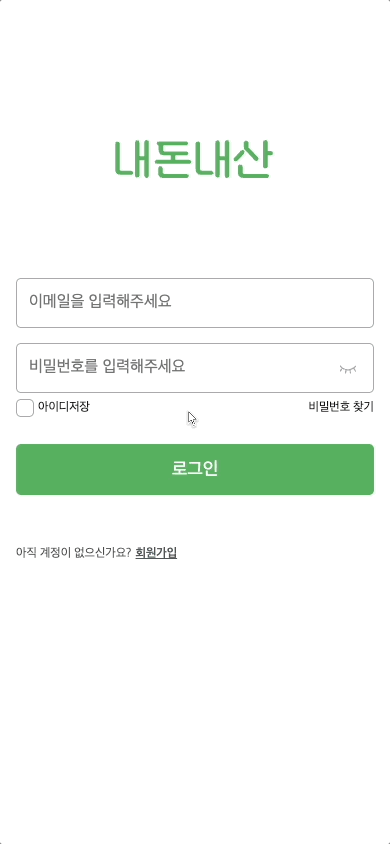 내돈내산
이메일을 입력해주세요
비밀번호를 입력해주세요
아이디저장 비밀번호 찾기
로그인
아직 계정이 없으신가요? 회원가입